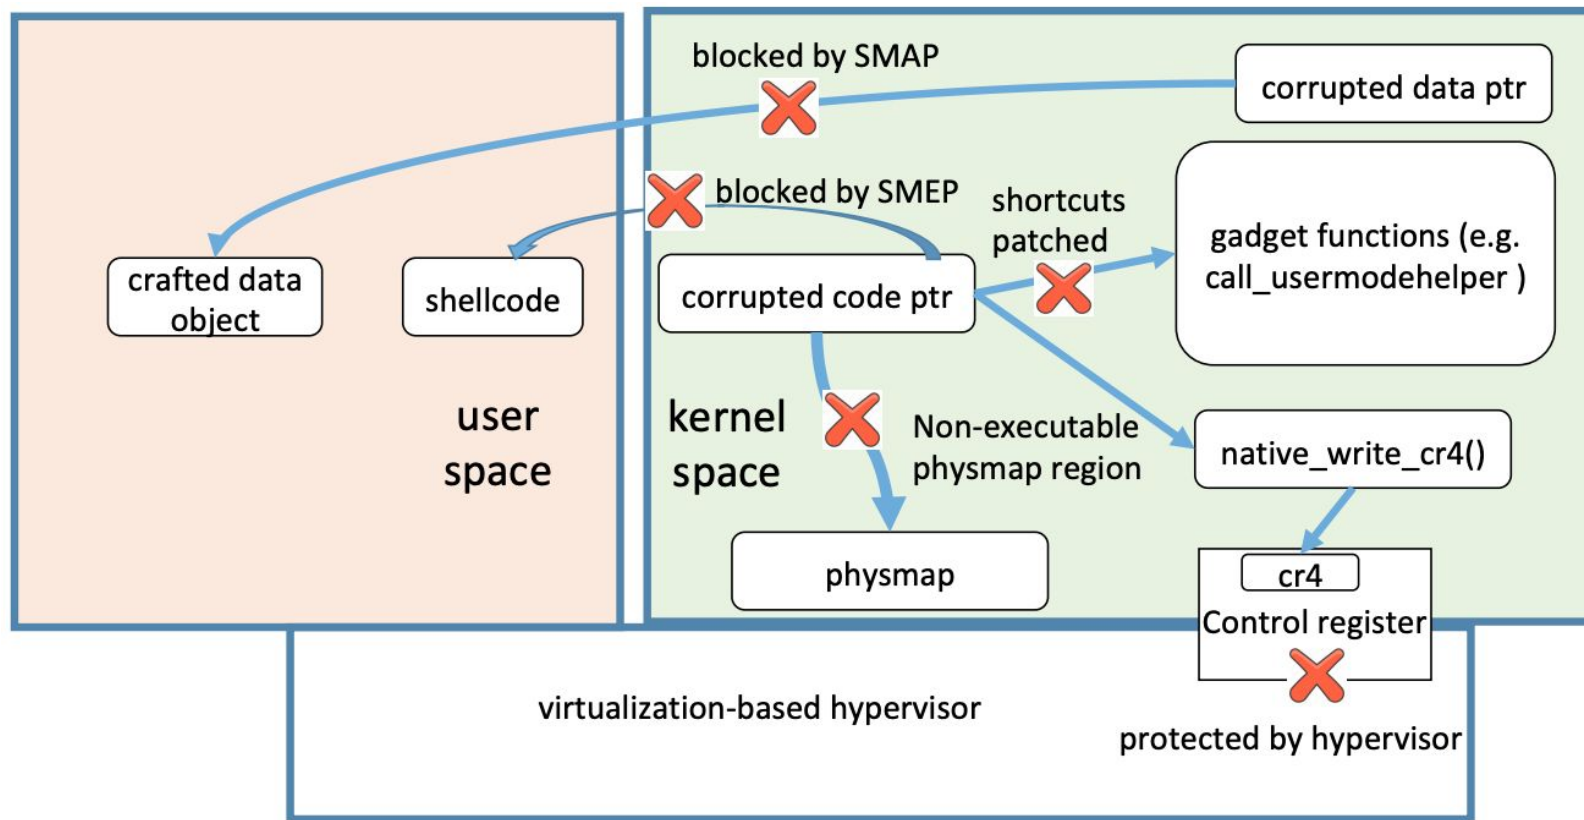 blocked by SMAP
corrupted data ptr
blocked by SMEP
shortcuts
patched
gadget functions (e.g.
call_usermodehelper )
crafted data
object
shellcode
corrupted code ptr
user
space
kernel
space
Non-executable
physmap region
native_write_cr4()
physmap
cr4
Control register
virtualization-based hypervisor
protected by hypervisor